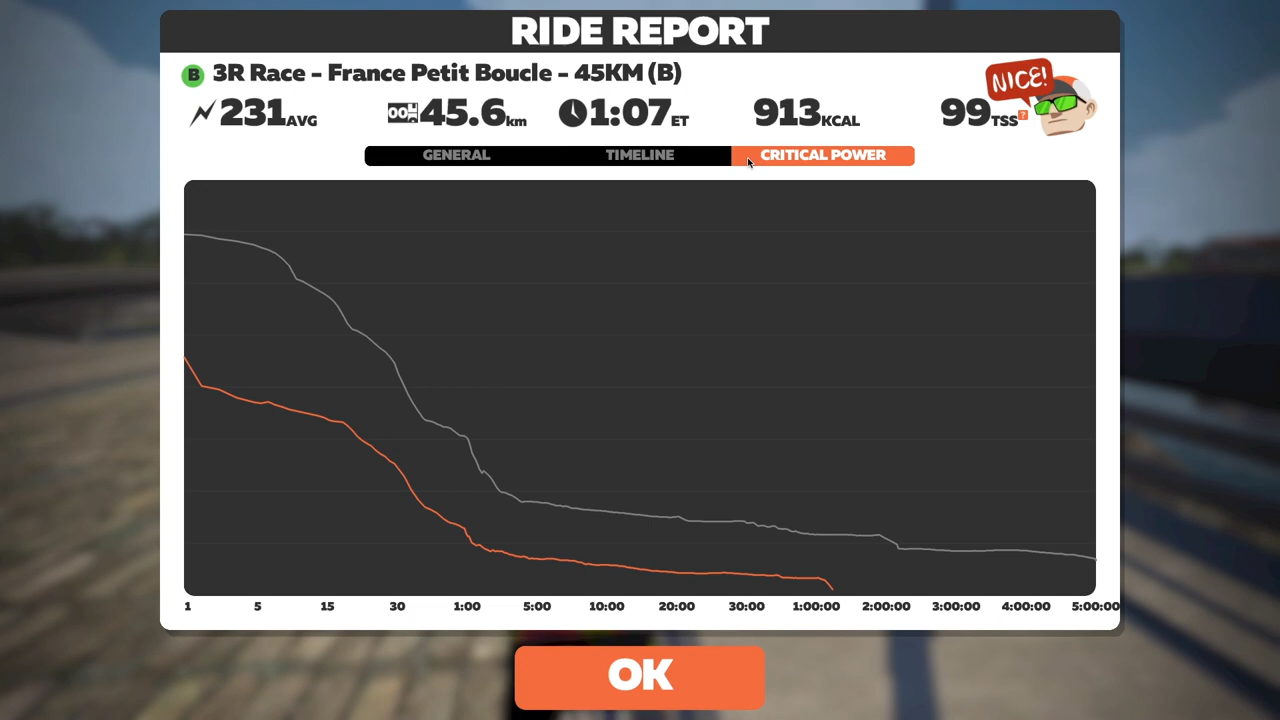 RIDE REPORT
B 3R Race - France Petit Boucle - 45KM (B)
NICE!
231AVG 45.6km 1:07ET 913KCAL 99TSS?
GENERAL TIMELINE CRITICAL POWER
1 5 15 30 1:00 5:00 10:00 20:00 30:00 1:00:00 2:00:00 3:00:00 4:00:00 5:00:00
OK